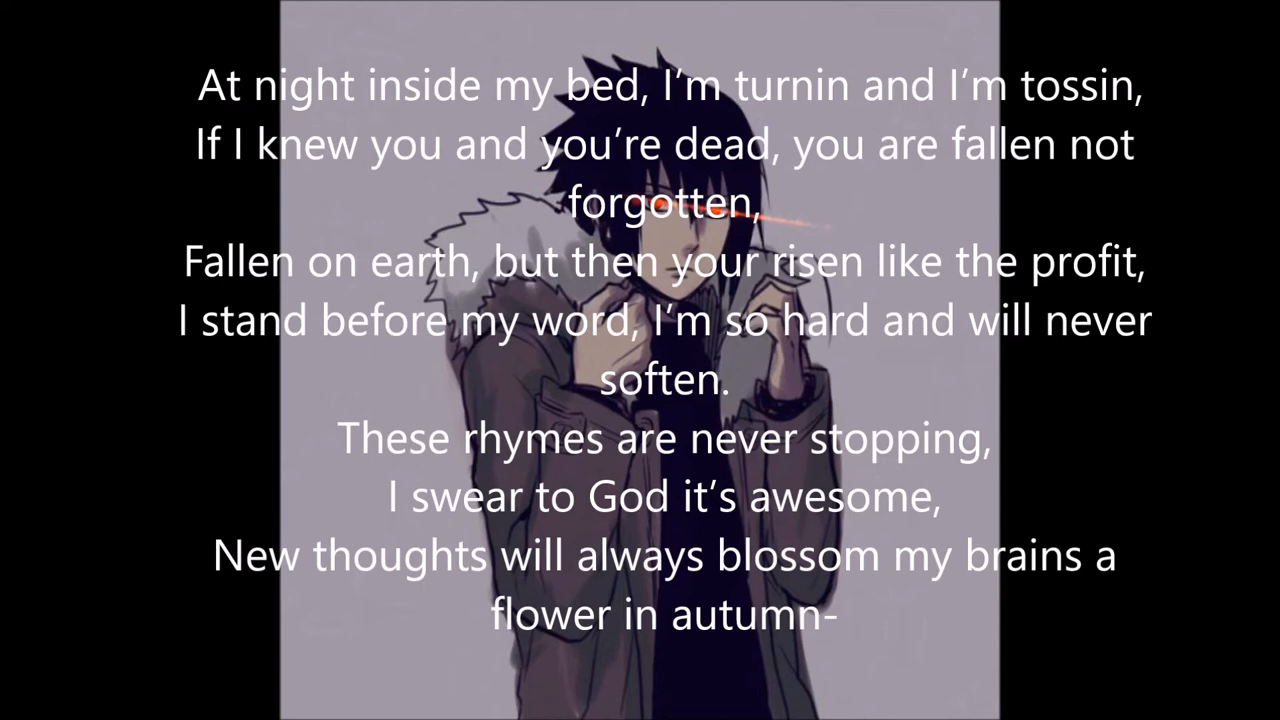 At night inside my bed, I’m turnin and I’m tossin,
If I knew you and you’re dead, you are fallen not
forgotten,
Fallen on earth, but then your risen like the profit,
I stand before my word, I’m so hard and will never
soften.
These rhymes are never stopping,
I swear to God it’s awesome,
New thoughts will always blossom my brains a
flower in autumn-